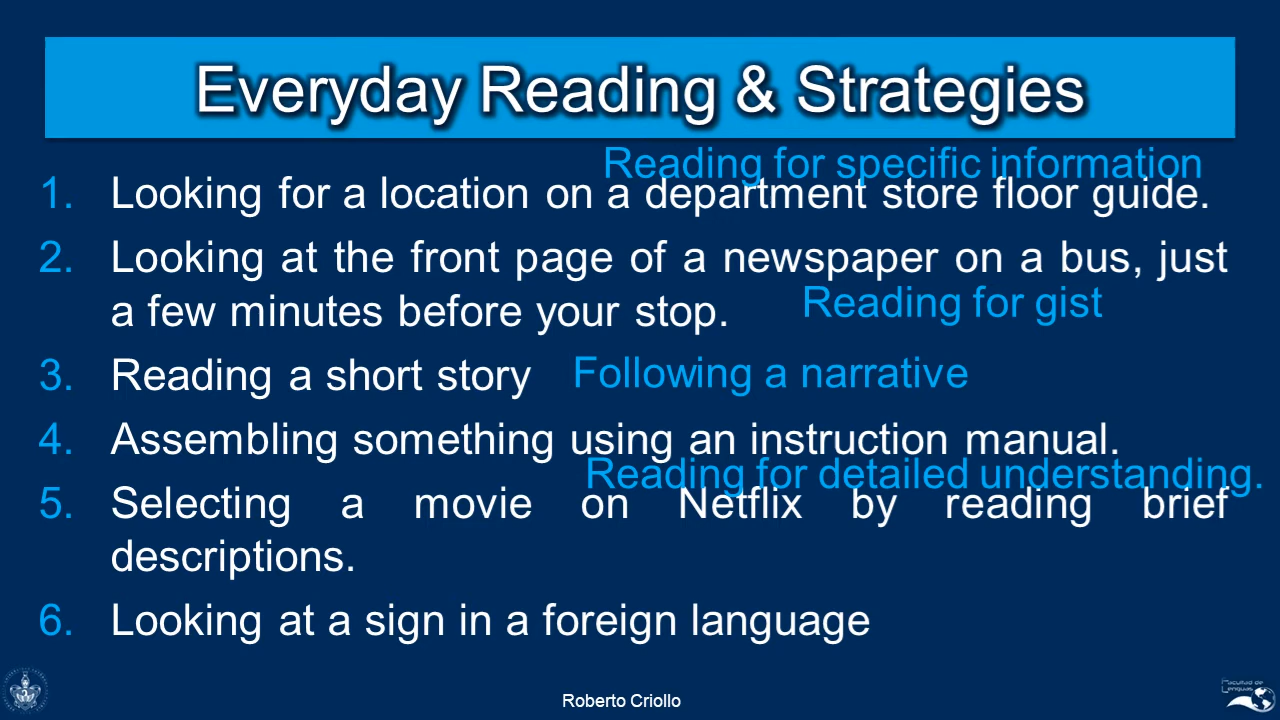 Everyday Reading & Strategies
Reading for specific information
1. Looking for a location on a department store floor guide.
2. Looking at the front page of a newspaper on a bus, just
a few minutes before your stop.
Reading for gist
3. Reading a short story
Following a narrative
4. Assembling something using an instruction manual.
Reading for detailed understanding.
5. Selecting a movie on Netflix by reading brief
descriptions.
6. Looking at a sign in a foreign language
Facultad de
Lenguas
Roberto Criollo